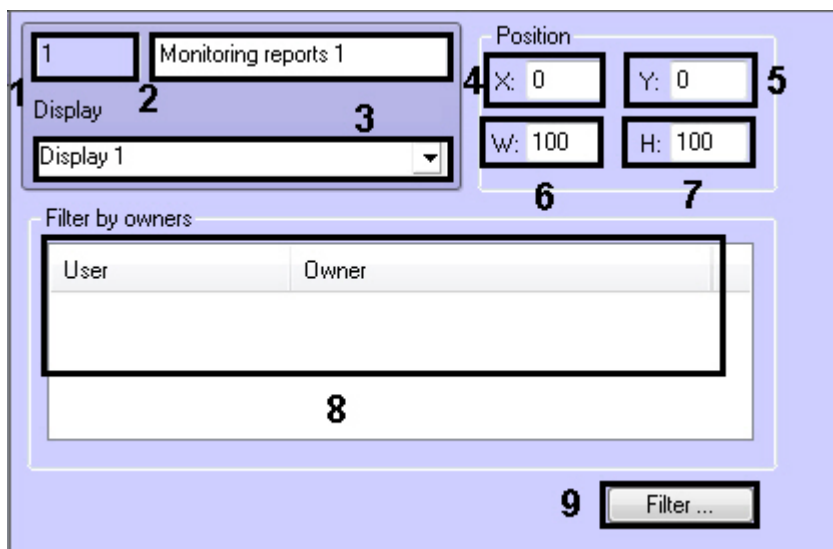 1 Monitoring reports 1
1 2
Display 3
Display 1
Position
4 X: 0 Y: 0 5
W: 100 H: 100
6 7
Filter by owners
User Owner
8
9 Filter ...